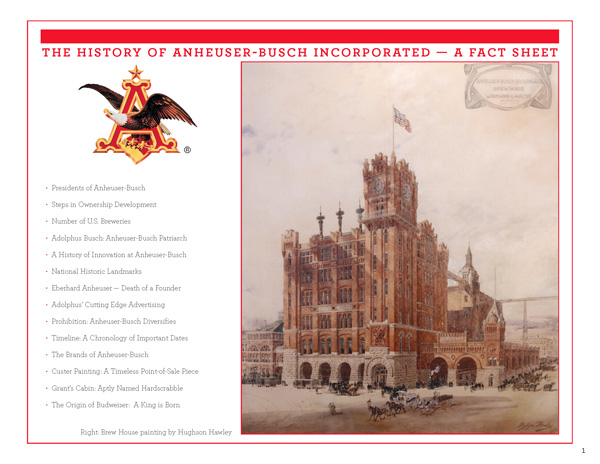 THE HISTORY OF ANHEUSER-BUSCH INCORPORATED — A FACT SHEET
A
®
• Presidents of Anheuser-Busch
• Steps in Ownership Development
• Number of U.S. Breweries
• Adolphus Busch: Anheuser-Busch Patriarch
• A History of Innovation at Anheuser-Busch
• National Historic Landmarks
• Eberhard Anheuser — Death of a Founder
• Adolphus' Cutting Edge Advertising
• Prohibition: Anheuser-Busch Diversifies
• Timeline: A Chronology of Important Dates
• The Brands of Anheuser-Busch
• Custer Painting: A Timeless Point-of-Sale Piece
• Grant's Cabin: Aptly Named Hardscrabble
• The Origin of Budweiser: A King is Born
Right: Brew House painting by Hughson Hawley
1